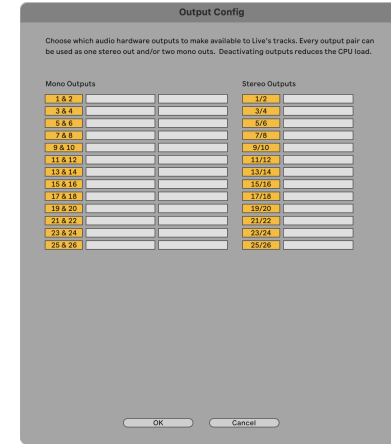 Output Config
Choose which audio hardware outputs to make available to Live's tracks. Every output pair can
be used as one stereo out and/or two mono outs. Deactivating outputs reduces the CPU load.
Mono Outputs Stereo Outputs
1 & 2 1/2
3 & 4 3/4
5 & 6 5/6
7 & 8 7/8
9 & 10 9/10
11 & 12 11/12
13 & 14 13/14
15 & 16 15/16
17 & 18 17/18
19 & 20 19/20
21 & 22 21/22
23 & 24 23/24
25 & 26 25/26
OK Cancel